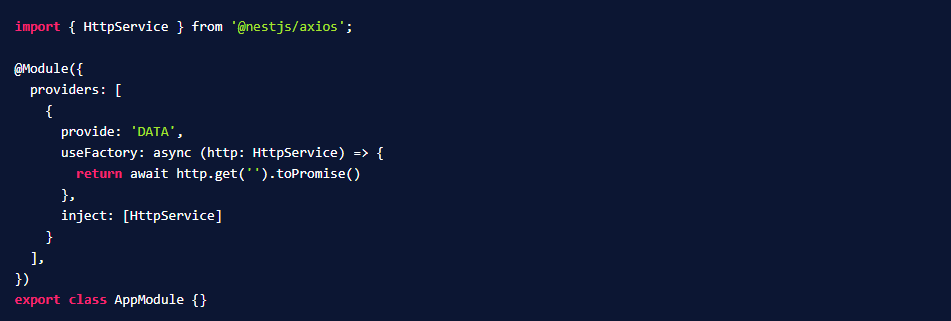 import { HttpService } from '@nestjs/axios';

@Module({
  providers: [
    {
      provide: 'DATA',
      useFactory: async (http: HttpService) => {
        return await http.get('').toPromise()
      },
      inject: [HttpService]
    }
  ],
})
export class AppModule {}